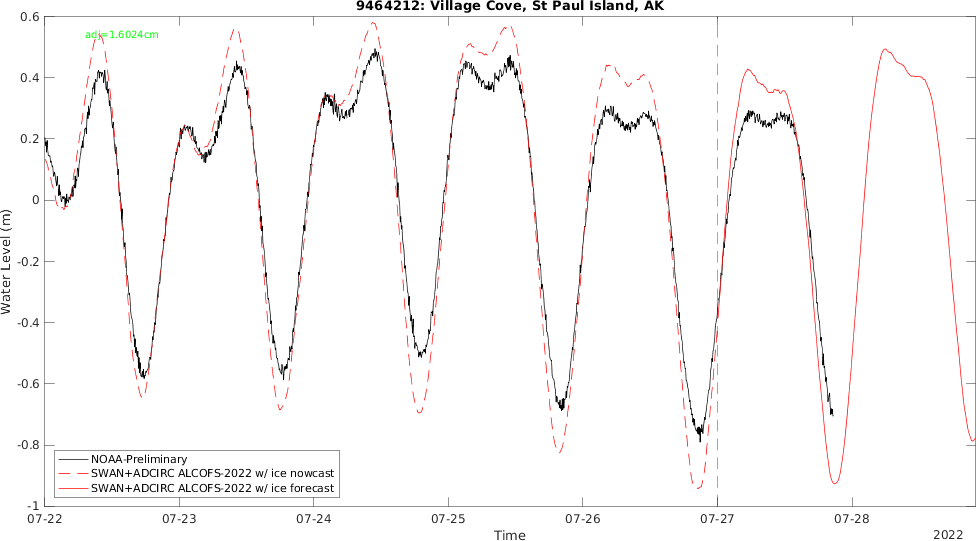 9464212: Village Cove, St Paul Island, AK
adj=1.6024cm
0.6
0.4
0.2
0
-0.2
-0.4
-0.6
-0.8
-1
Water Level (m)
NOAA-Preliminary
SWAN+ADCIRC ALCOFS-2022 w/ ice nowcast
SWAN+ADCIRC ALCOFS-2022 w/ ice forecast
07-22 07-23 07-24 07-25 07-26 07-27 07-28
Time
2022